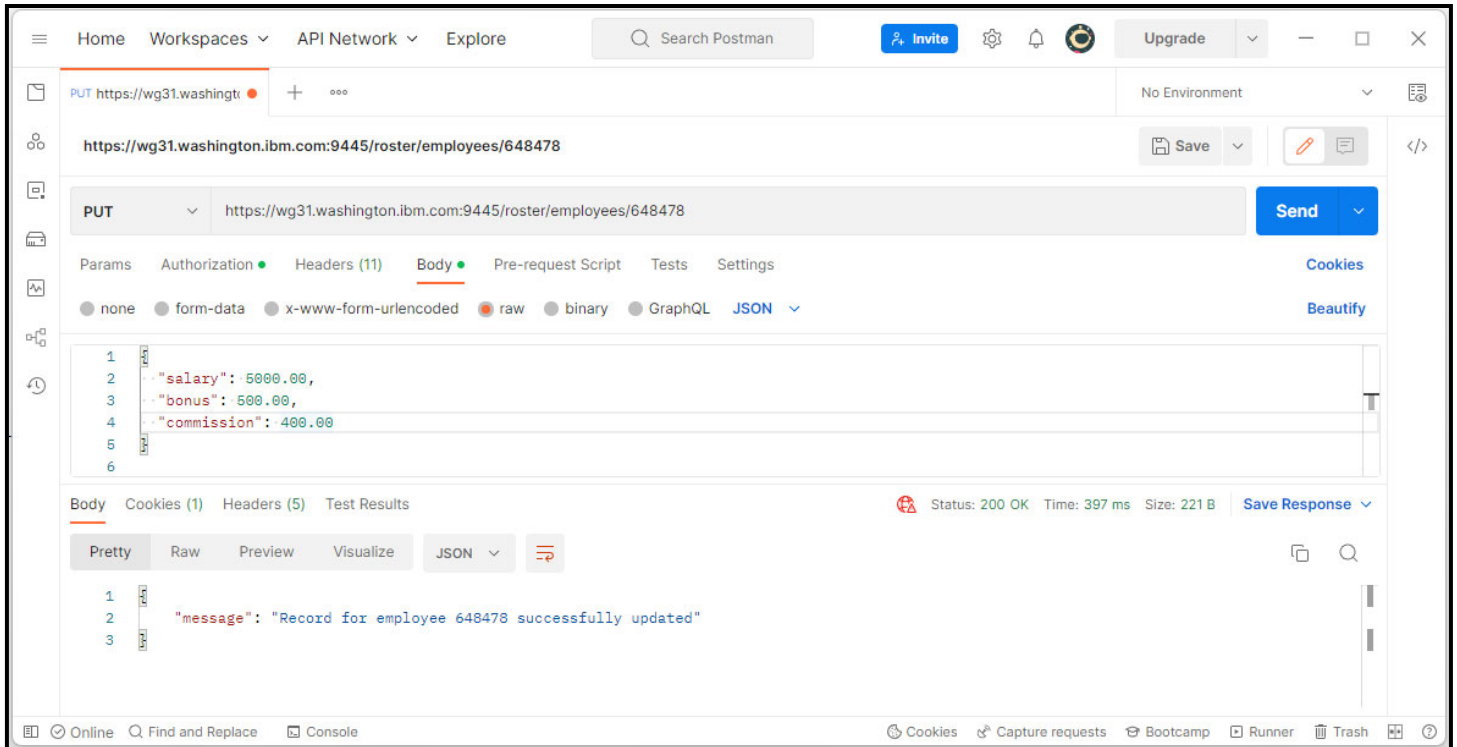 Home Workspaces API Network Explore Search Postman Invite Upgrade
PUT https://wg31.washingt No Environment
https://wg31.washington.ibm.com:9445/roster/employees/648478 Save </>
PUT https://wg31.washington.ibm.com:9445/roster/employees/648478 Send
Params Authorization Headers (11) Body Pre-request Script Tests Settings Cookies
none form-data x-www-form-urlencoded raw binary GraphQL JSON Beautify
1 {
2 "salary": 5000.00,
3 "bonus": 500.00,
4 "commission": 400.00
5 }
6
Body Cookies (1) Headers (5) Test Results Status: 200 OK Time: 397 ms Size: 221 B Save Response
Pretty Raw Preview Visualize JSON
1 {
2 "message": "Record for employee 648478 successfully updated"
3 }
Online Find and Replace Console Cookies Capture requests Bootcamp Runner Trash